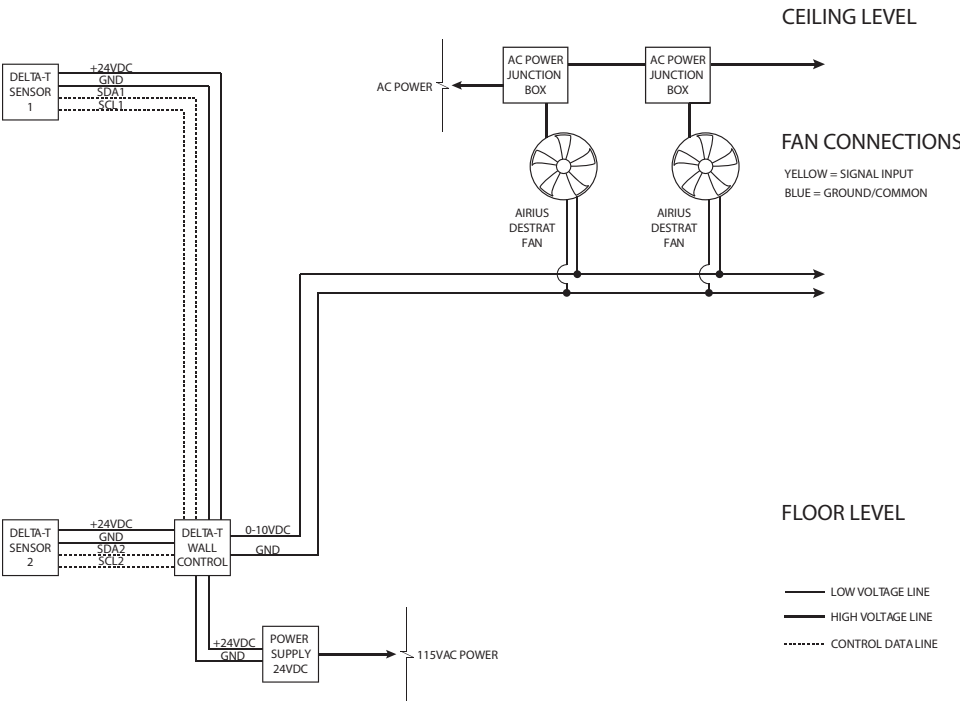 CEILING LEVEL
DELTA-T
SENSOR
1
+24VDC
GND
SDA1
SCL1
AC POWER
AC POWER
JUNCTION
BOX
AC POWER
JUNCTION
BOX
FAN CONNECTIONS
YELLOW = SIGNAL INPUT
BLUE = GROUND/COMMON
AIRIUS
DESTRAT
FAN
AIRIUS
DESTRAT
FAN
FLOOR LEVEL
DELTA-T
SENSOR
2
+24VDC
GND
SDA2
SCL2
DELTA-T
WALL
CONTROL
0-10VDC
GND
+24VDC
GND
POWER
SUPPLY
24VDC
115VAC POWER
LOW VOLTAGE LINE
HIGH VOLTAGE LINE
CONTROL DATA LINE